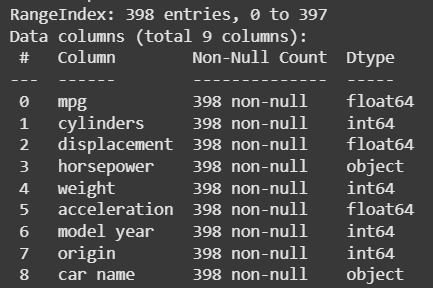 RangeIndex: 398 entries, 0 to 397
Data columns (total 9 columns):
 #   Column        Non-Null Count  Dtype
---  ------        --------------  -----
 0   mpg           398 non-null    float64
 1   cylinders     398 non-null    int64
 2   displacement  398 non-null    float64
 3   horsepower    398 non-null    object
 4   weight        398 non-null    int64
 5   acceleration  398 non-null    float64
 6   model year    398 non-null    int64
 7   origin        398 non-null    int64
 8   car name      398 non-null    object